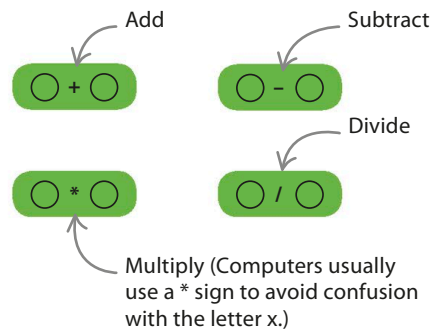 Add
Subtract
+
-
Divide
*
/
Multiply (Computers usually
use a * sign to avoid confusion
with the letter x.)